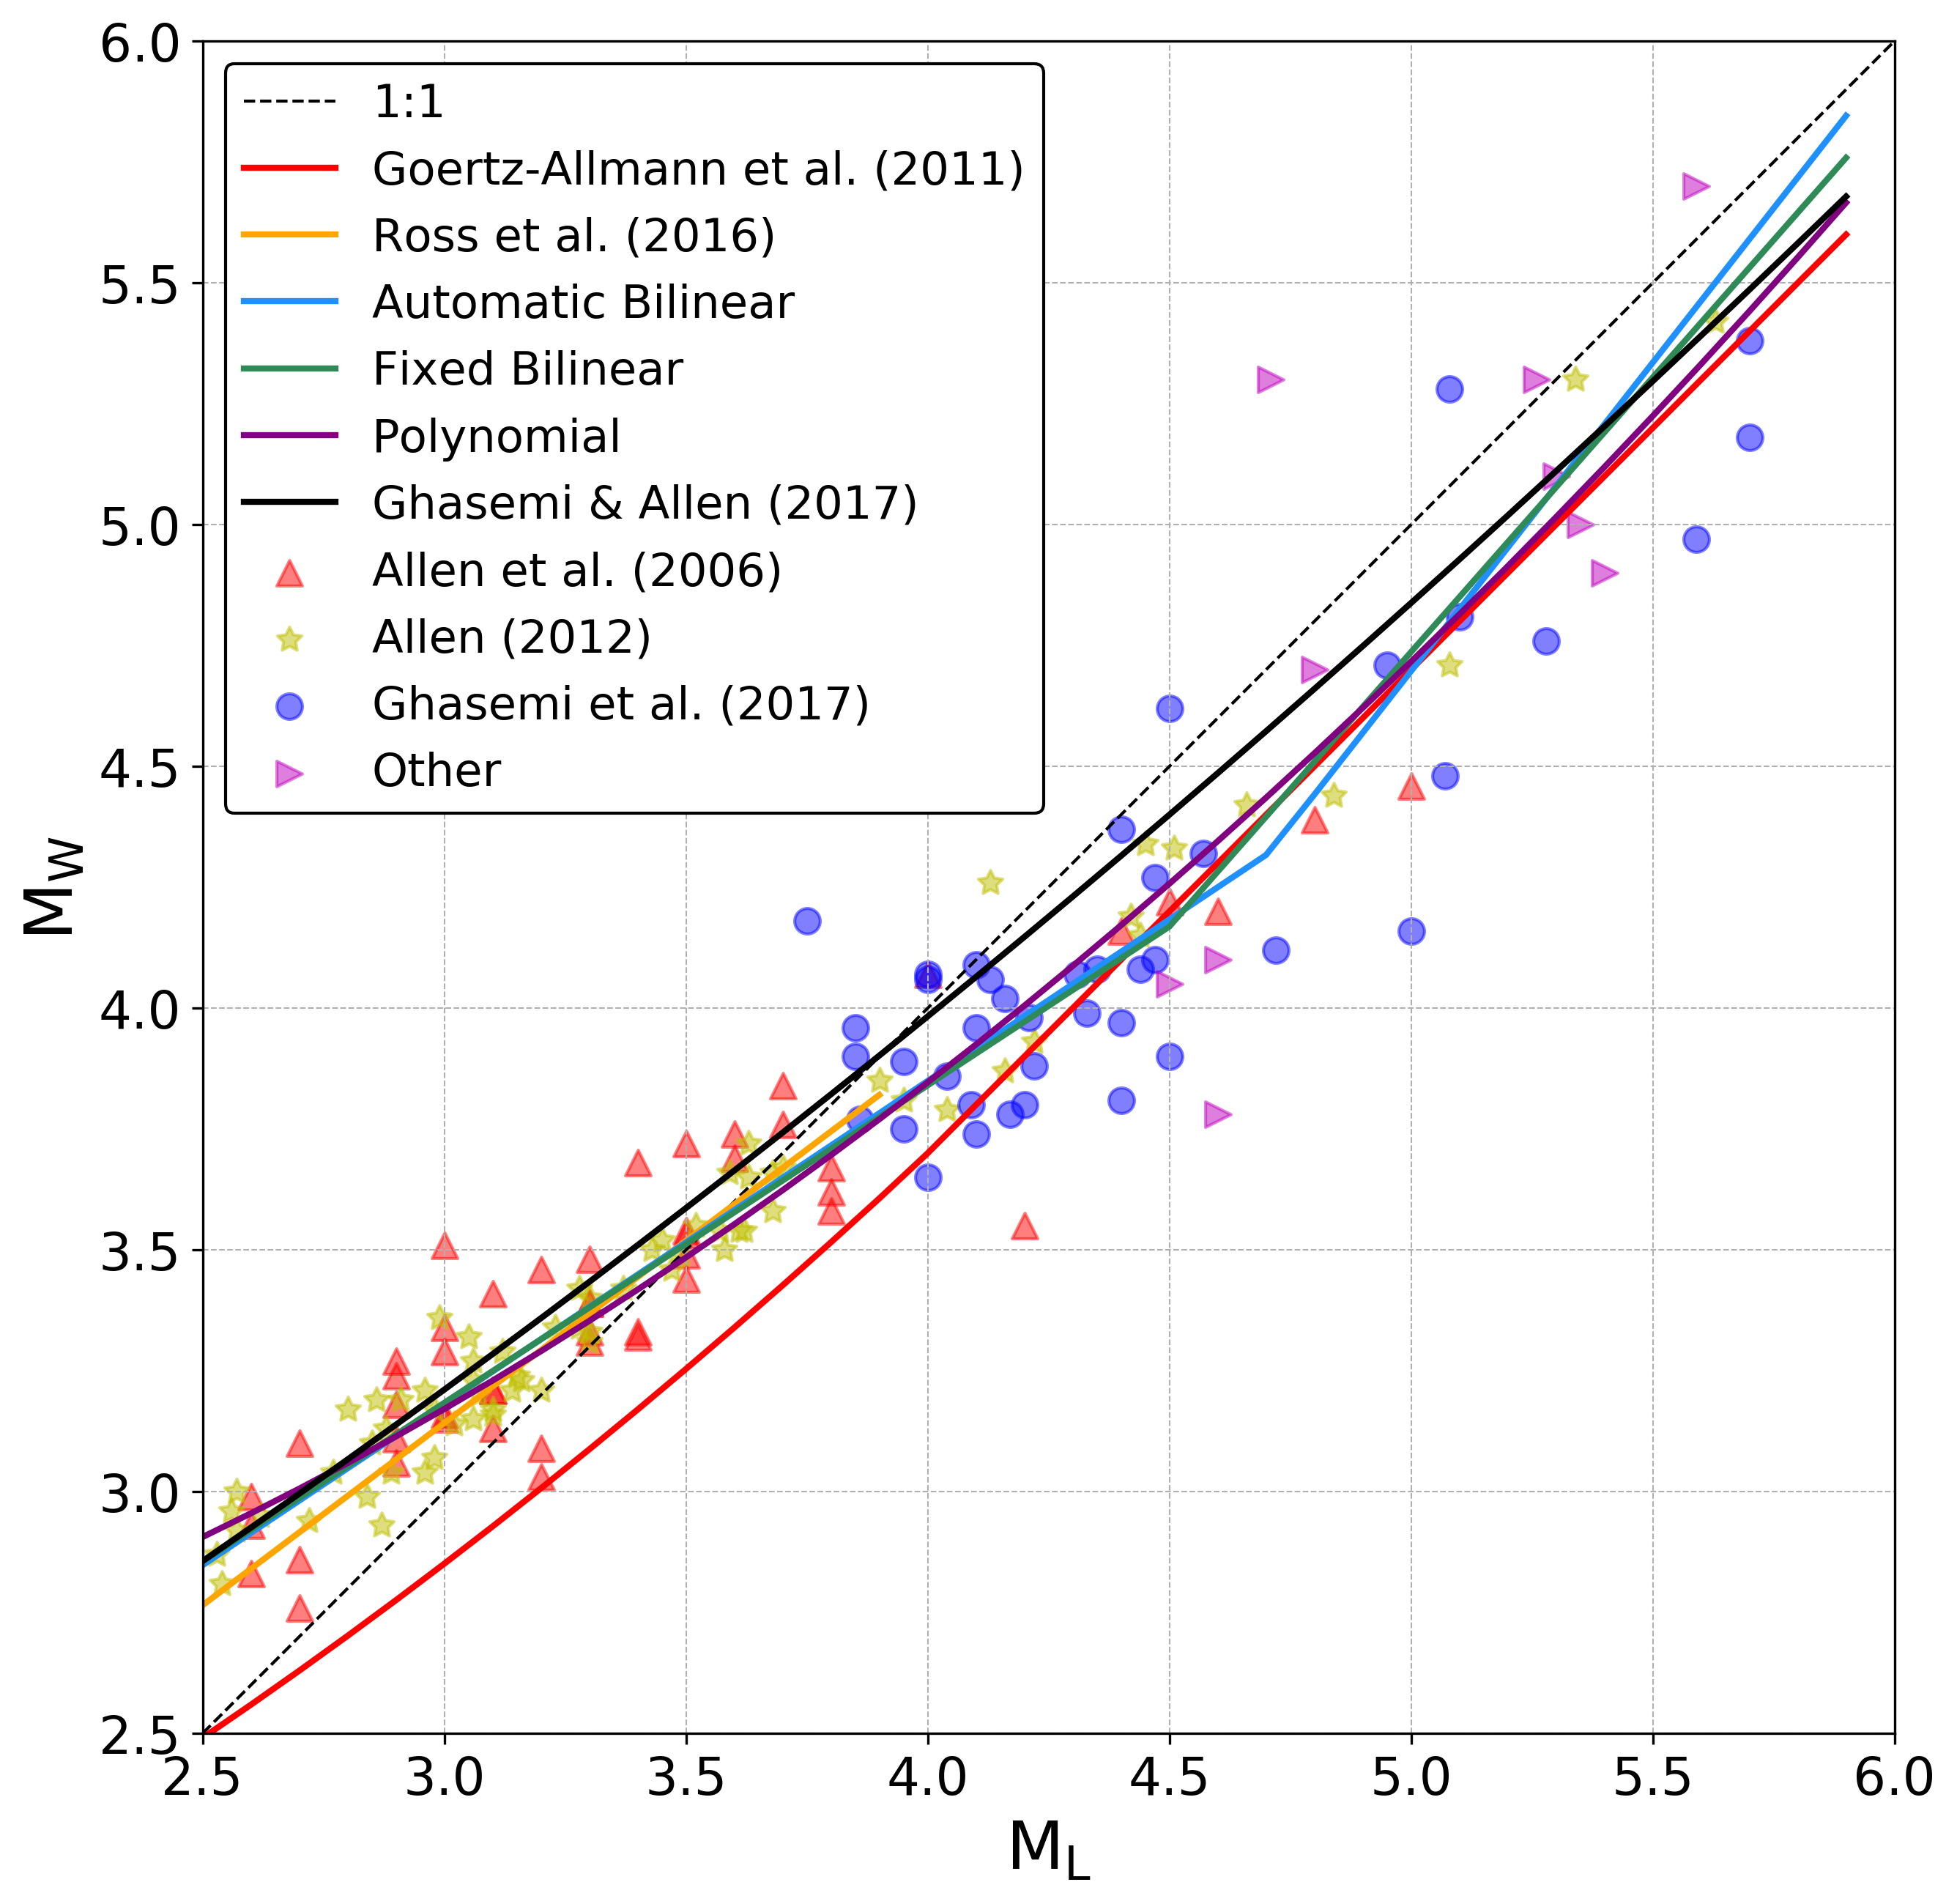 6.0
5.5
5.0
4.5
4.0
3.5
3.0
2.5
M_W
1:1
Goertz-Allmann et al. (2011)
Ross et al. (2016)
Automatic Bilinear
Fixed Bilinear
Polynomial
Ghasemi & Allen (2017)
Allen et al. (2006)
Allen (2012)
Ghasemi et al. (2017)
Other
2.5 3.0 3.5 4.0 4.5 5.0 5.5 6.0
M_L